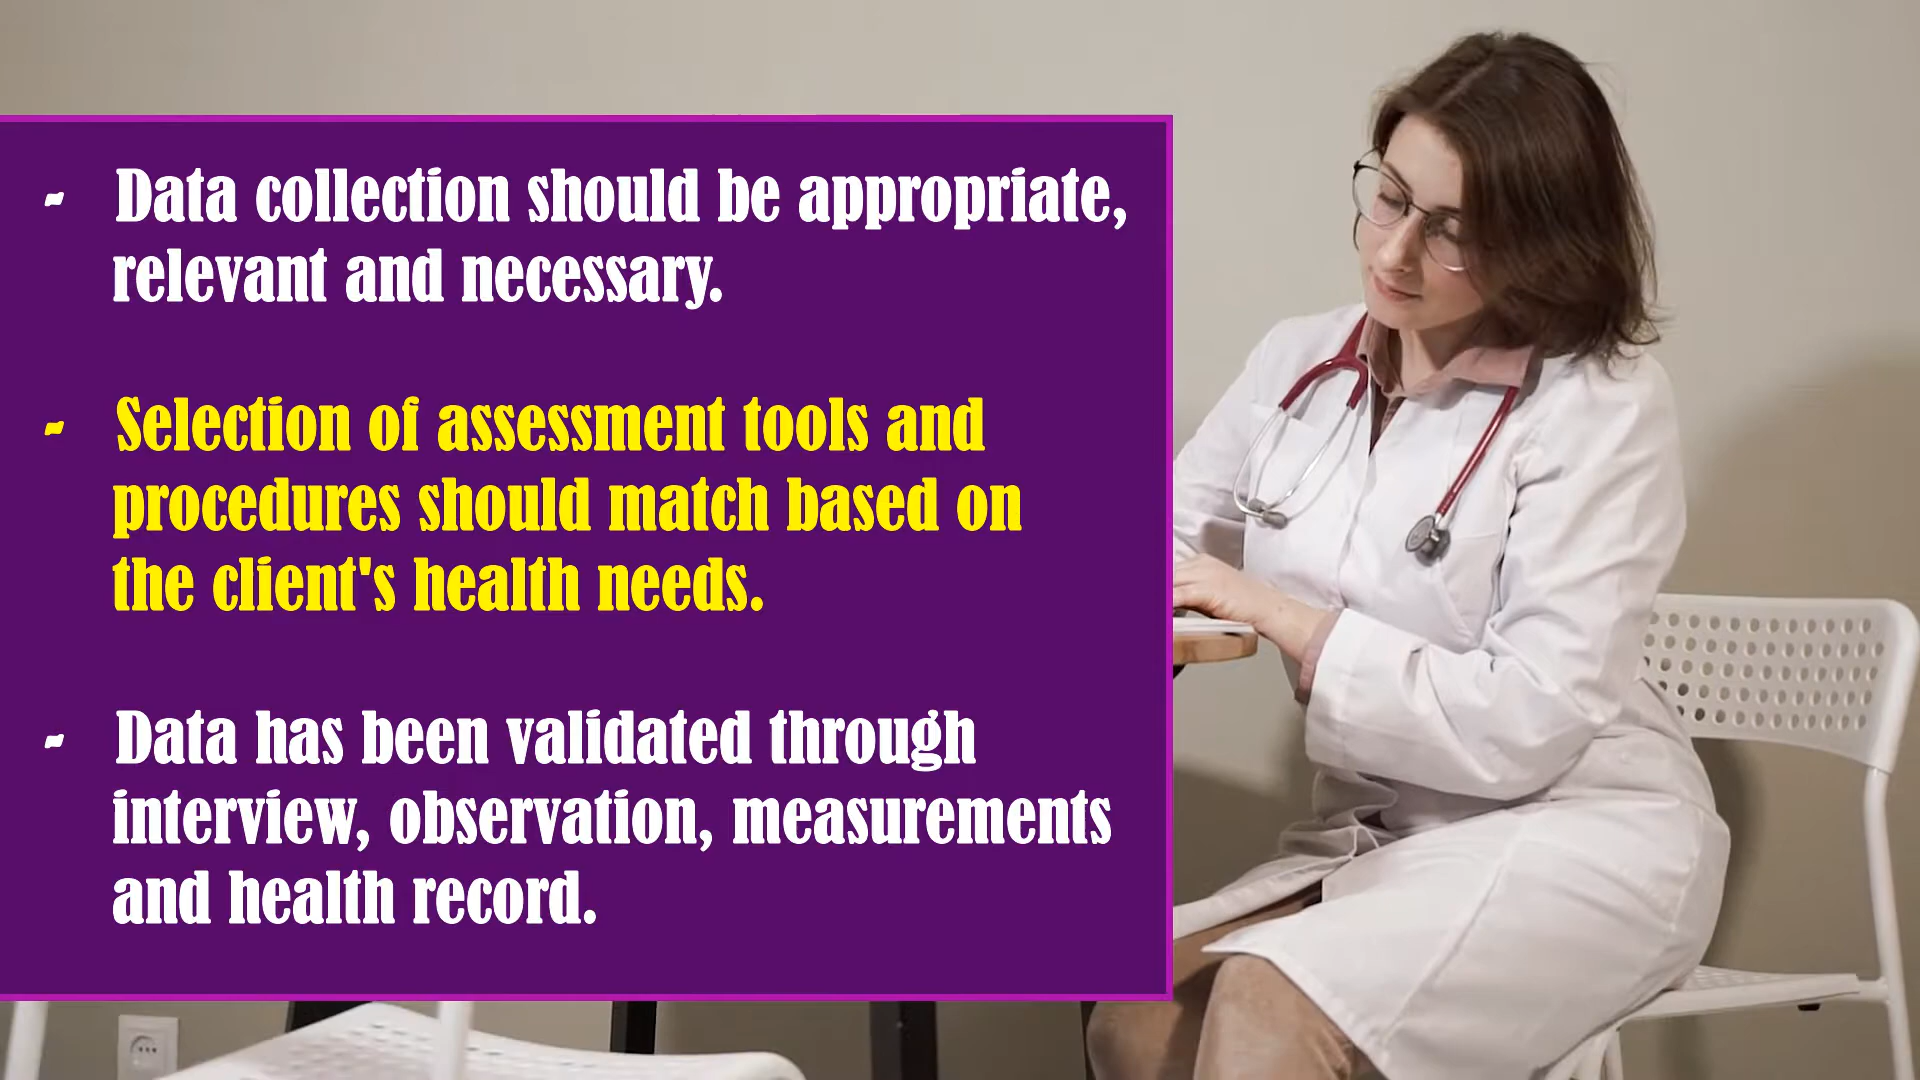 - Data collection should be appropriate,
relevant and necessary.
- Selection of assessment tools and
procedures should match based on
the client's health needs.
- Data has been validated through
interview, observation, measurements
and health record.